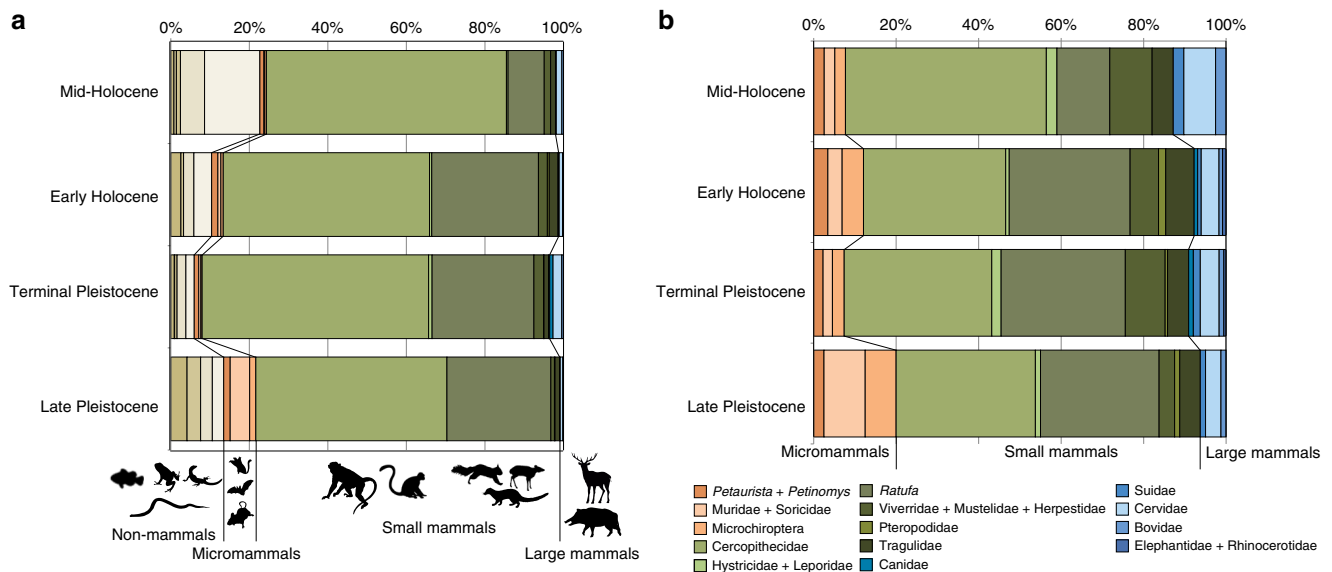 a
0% 20% 40% 60% 80% 100%
Mid-Holocene
Early Holocene
Terminal Pleistocene
Late Pleistocene
Non-mammals
Micromammals
Small mammals
Large mammals
b
0% 20% 40% 60% 80% 100%
Mid-Holocene
Early Holocene
Terminal Pleistocene
Late Pleistocene
Micromammals
Small mammals
Large mammals
Petaurista + Petinomys
Muridae + Soricidae
Microchiroptera
Cercopithecidae
Hystricidae + Leporidae
Ratufa
Viverridae + Mustelidae + Herpestidae
Pteropodidae
Tragulidae
Canidae
Suidae
Cervidae
Bovidae
Elephantidae + Rhinocerotidae